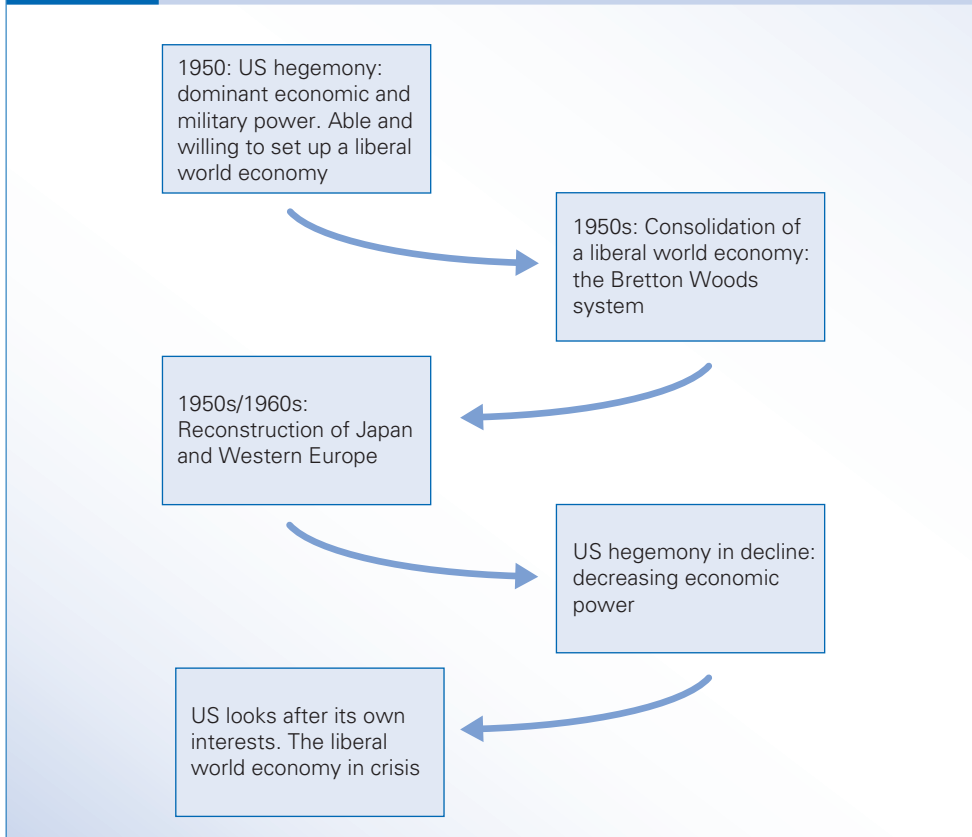 1950: US hegemony:
dominant economic and
military power. Able and
willing to set up a liberal
world economy
1950s: Consolidation of
a liberal world economy:
the Bretton Woods
system
1950s/1960s:
Reconstruction of Japan
and Western Europe
US hegemony in decline:
decreasing economic
power
US looks after its own
interests. The liberal
world economy in crisis